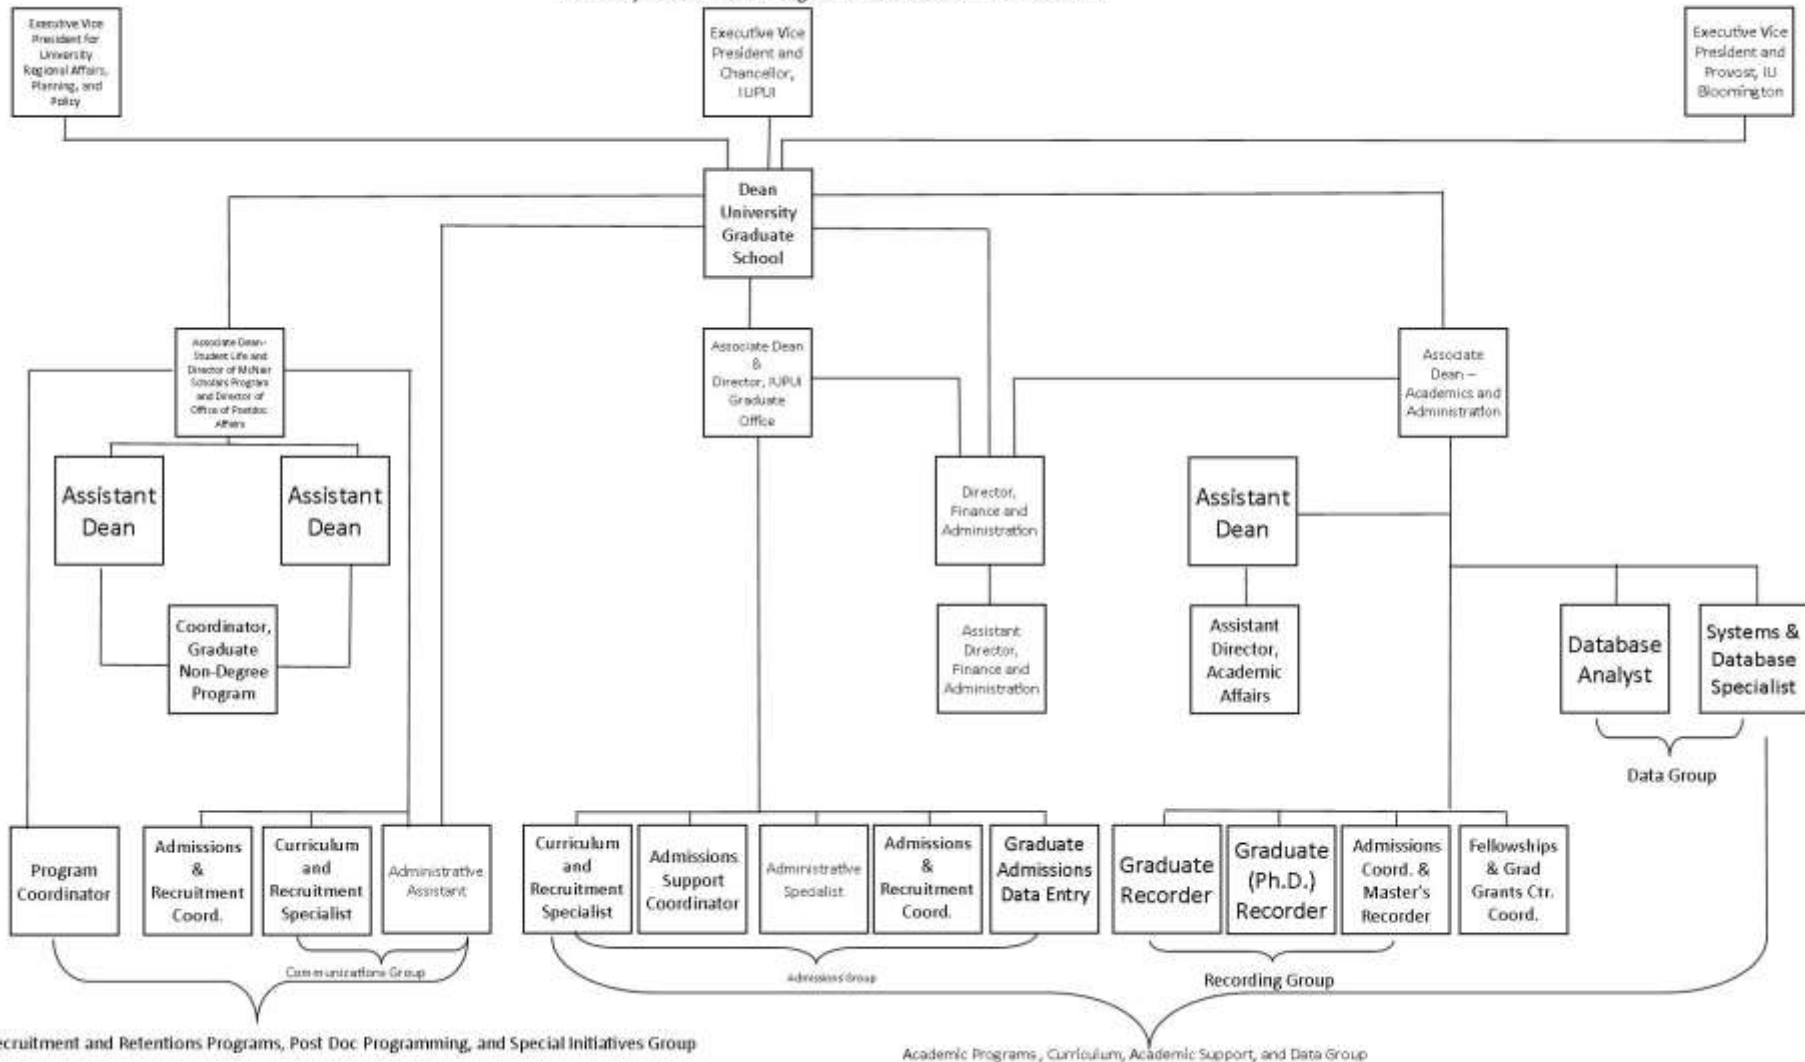 Executive Vice
President for
University
Regional Affairs,
Planning, and
Policy
Executive Vice
President and
Chancellor,
IUPUI
Executive Vice
President and
Provost, IU
Bloomington
Dean
University
Graduate
School
Associate Dean-
Student Life and
Director of McNair
Scholars Program
and Director of
Office of Postdoc
Affairs
Associate Dean
&
Director, IUPUI
Graduate
Office
Associate
Dean –
Academics and
Administration
Assistant
Dean
Assistant
Dean
Director,
Finance and
Administration
Assistant
Dean
Coordinator,
Graduate
Non-Degree
Program
Assistant
Director,
Finance and
Administration
Assistant
Director,
Academic
Affairs
Database
Analyst
Systems &
Database
Specialist
Data Group
Program
Coordinator
Admissions
&
Recruitment
Coord.
Curriculum
and
Recruitment
Specialist
Administrative
Assistant
Curriculum
and
Recruitment
Specialist
Admissions
Support
Coordinator
Administrative
Specialist
Admissions
&
Recruitment
Coord.
Graduate
Admissions
Data Entry
Graduate
Recorder
Graduate
(Ph.D.)
Recorder
Admissions
Coord. &
Master's
Recorder
Fellowships
& Grad
Grants Ctr.
Coord.
Communications Group
Admissions Group
Recording Group
ecruitment and Retentions Programs, Post Doc Programming, and Special Initiatives Group
Academic Programs, Curriculum, Academic Support, and Data Group